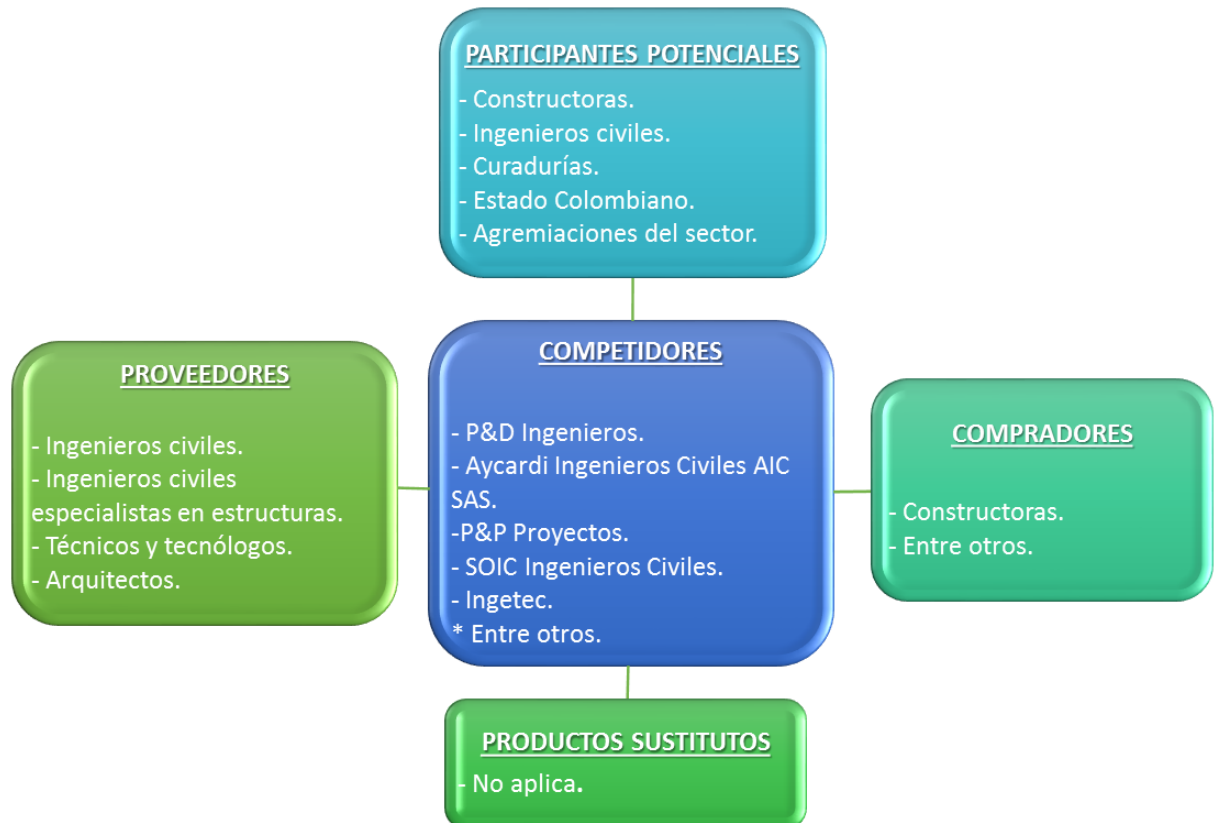 PARTICIPANTES POTENCIALES
- Constructoras.
- Ingenieros civiles.
- Curadurías.
- Estado Colombiano.
- Agremiaciones del sector.
PROVEEDORES
- Ingenieros civiles.
- Ingenieros civiles
especialistas en estructuras.
- Técnicos y tecnólogos.
- Arquitectos.
COMPETIDORES
- P&D Ingenieros.
- Aycardi Ingenieros Civiles AIC
SAS.
-P&P Proyectos.
- SOIC Ingenieros Civiles.
- Ingetec.
* Entre otros.
COMPRADORES
- Constructoras.
- Entre otros.
PRODUCTOS SUSTITUTOS
- No aplica.